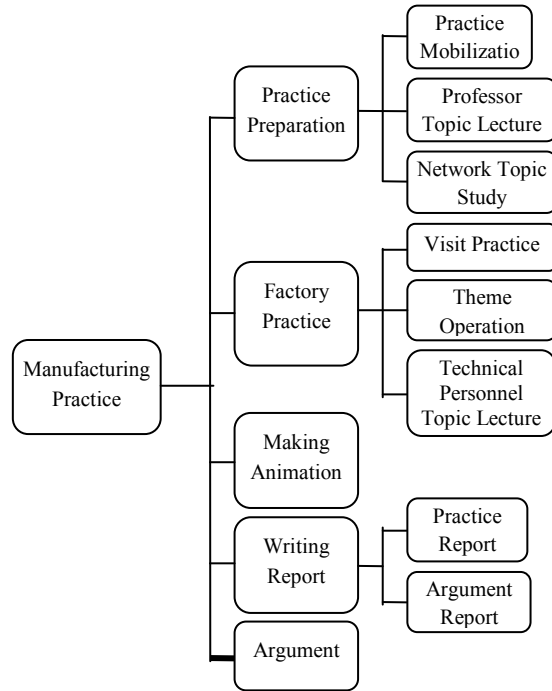 Manufacturing
Practice
Practice
Preparation
Practice
Mobilizatio
Professor
Topic Lecture
Network Topic
Study
Factory
Practice
Visit Practice
Theme
Operation
Technical
Personnel
Topic Lecture
Making
Animation
Writing
Report
Practice
Report
Argument
Report
Argument